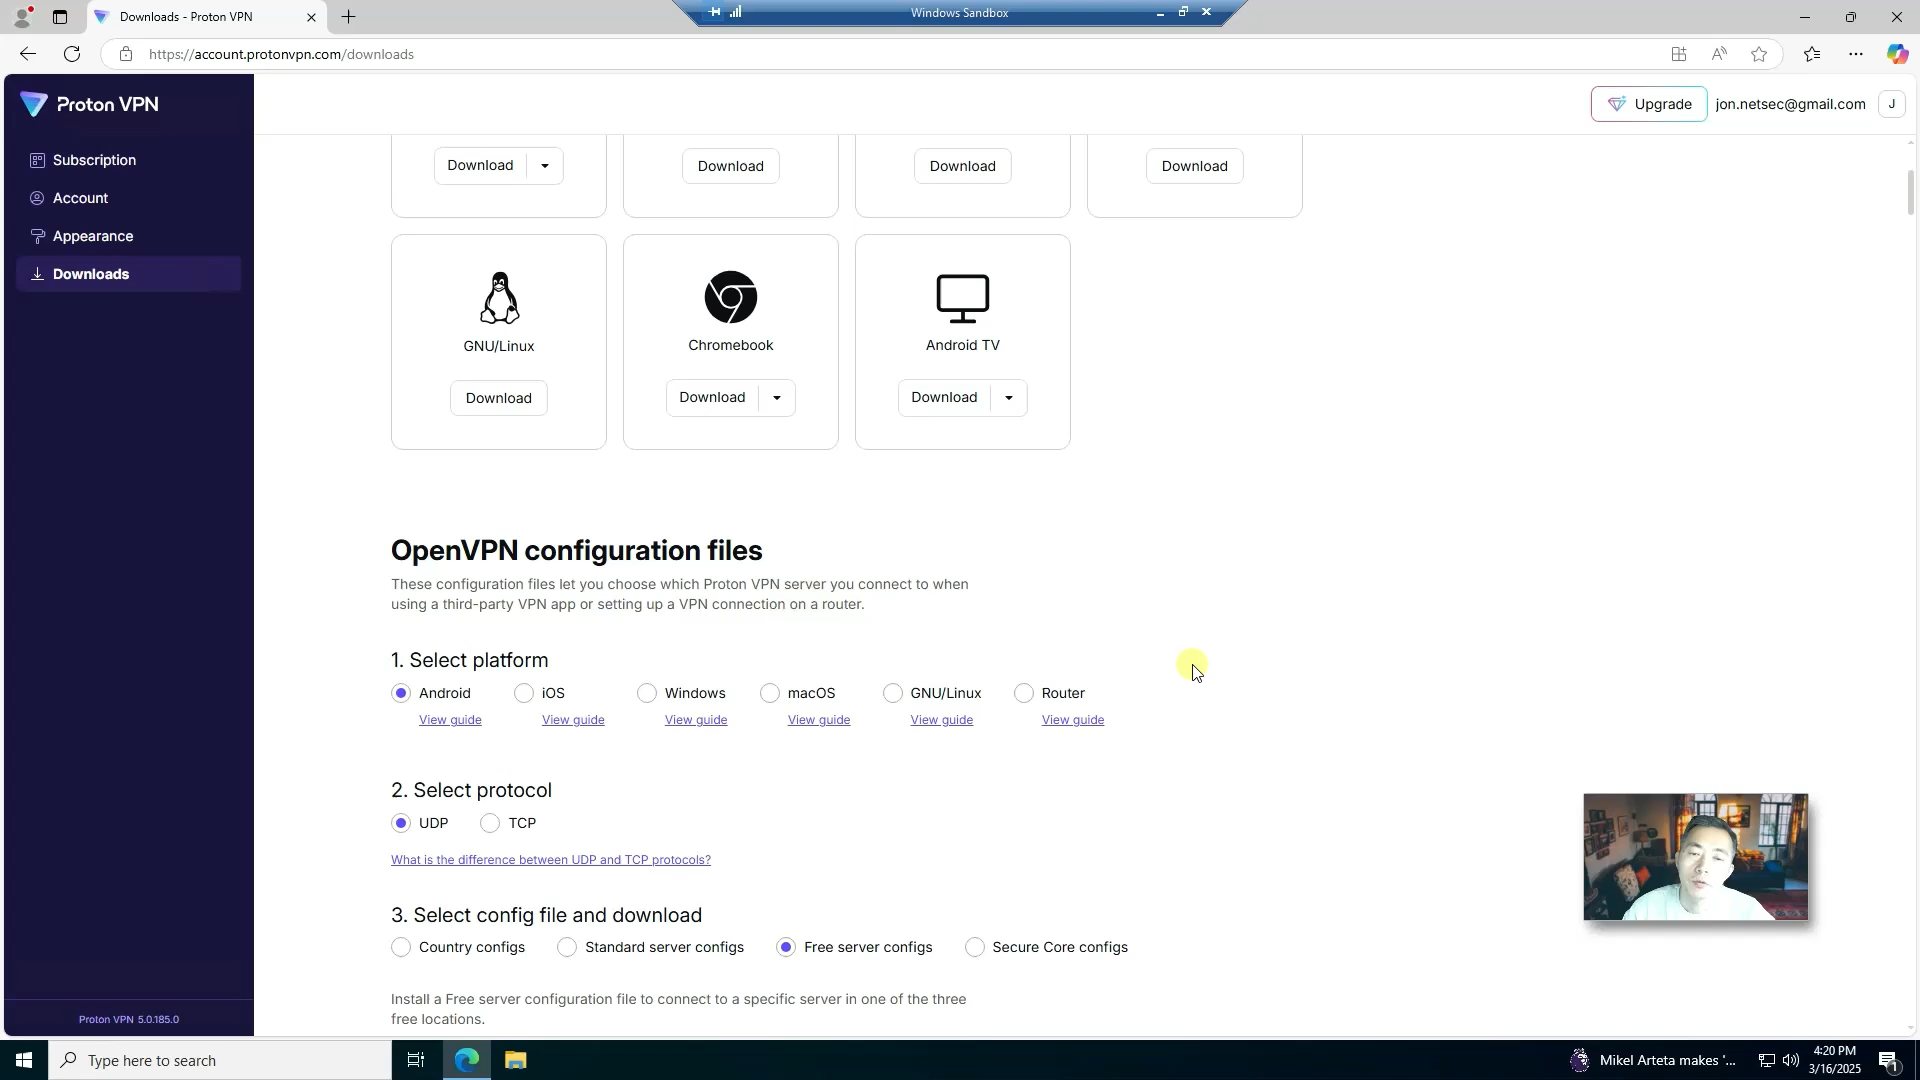 Downloads - Proton VPN
Windows Sandbox
https://account.protonvpn.com/downloads
Proton VPN
Upgrade
jon.netsec@gmail.com
J
Subscription
Account
Appearance
Downloads
Download
Download
Download
Download
GNU/Linux
Chromebook
Android TV
Download
Download
Download
OpenVPN configuration files
These configuration files let you choose which Proton VPN server you connect to when
using a third-party VPN app or setting up a VPN connection on a router.
1. Select platform
Android
iOS
Windows
macOS
GNU/Linux
Router
View guide
View guide
View guide
View guide
View guide
View guide
2. Select protocol
UDP
TCP
What is the difference between UDP and TCP protocols?
3. Select config file and download
Country configs
Standard server configs
Free server configs
Secure Core configs
Install a Free server configuration file to connect to a specific server in one of the three
free locations.
Proton VPN 5.0.185.0
Type here to search
Mikel Arteta makes '...
4:20 PM
3/16/2025
1